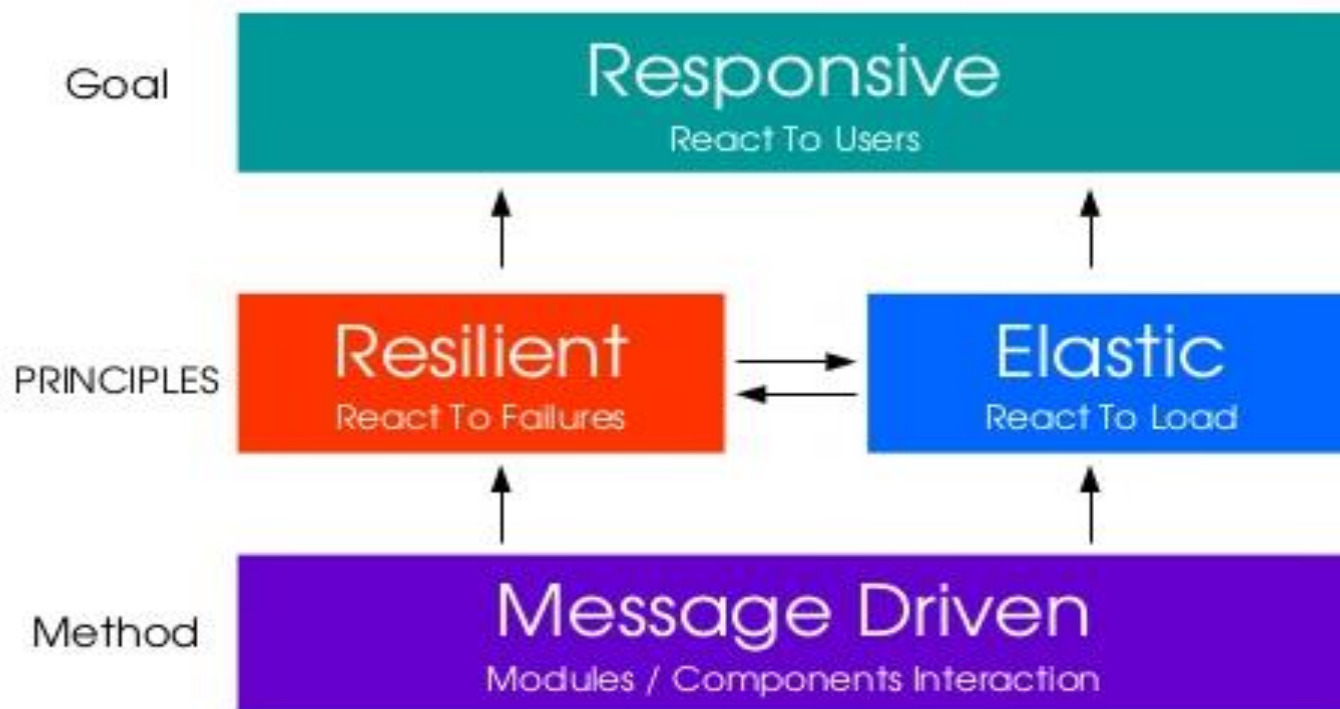 Goal
Responsive
React To Users
PRINCIPLES
Resilient
React To Failures
Elastic
React To Load
Method
Message Driven
Modules / Components Interaction